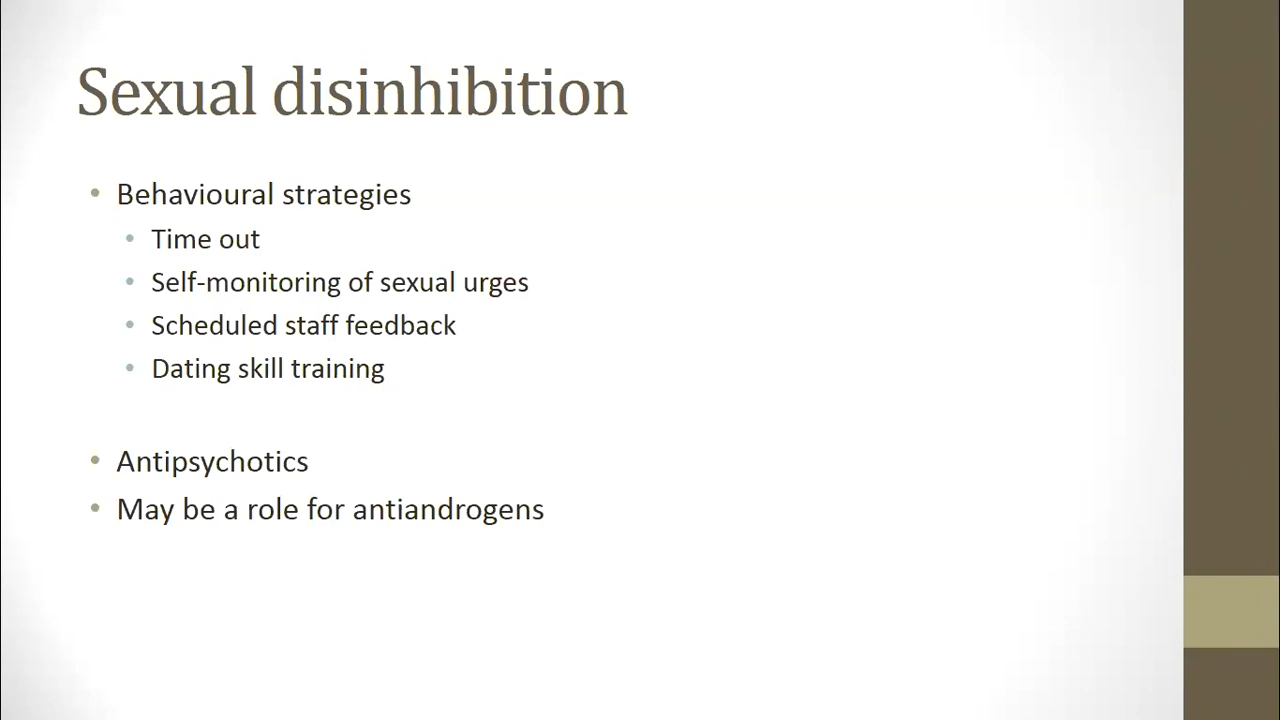 Sexual disinhibition
• Behavioural strategies
• Time out
• Self-monitoring of sexual urges
• Scheduled staff feedback
• Dating skill training
• Antipsychotics
• May be a role for antiandrogens